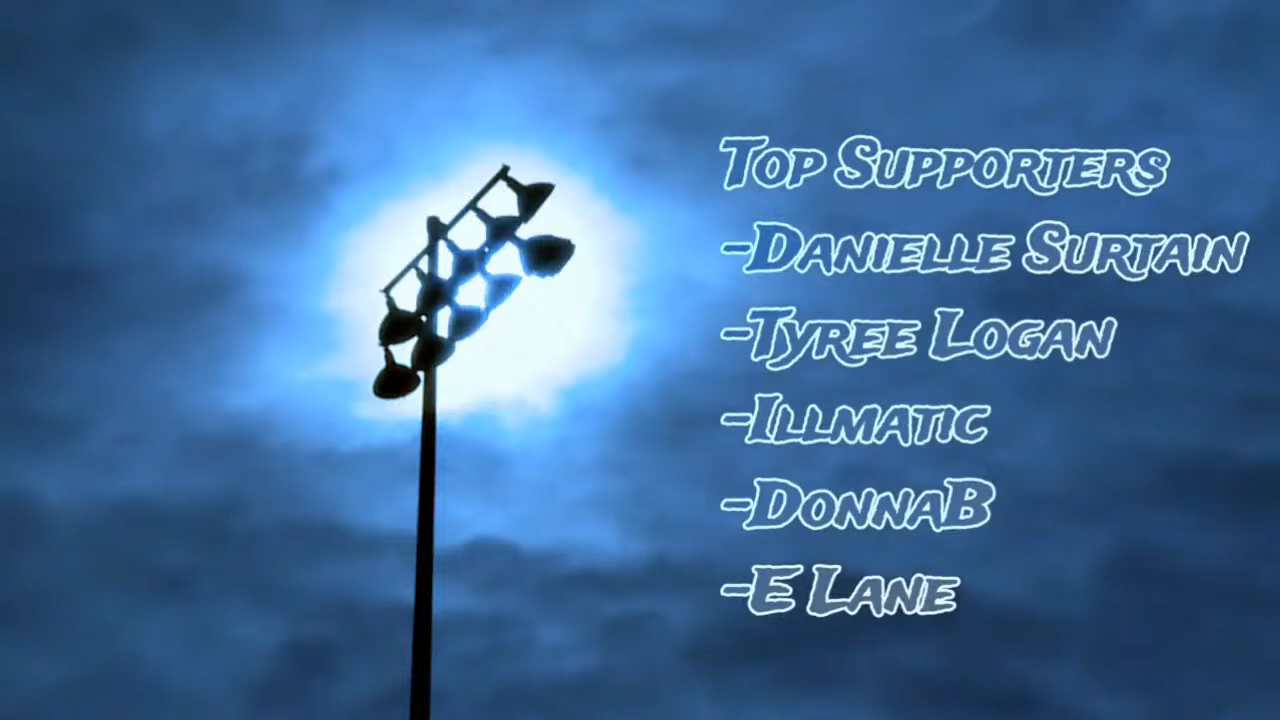 Top Supporters
-Danielle Surtain
-Tyree Logan
-Illmatic
-DonnaB
-E Lane